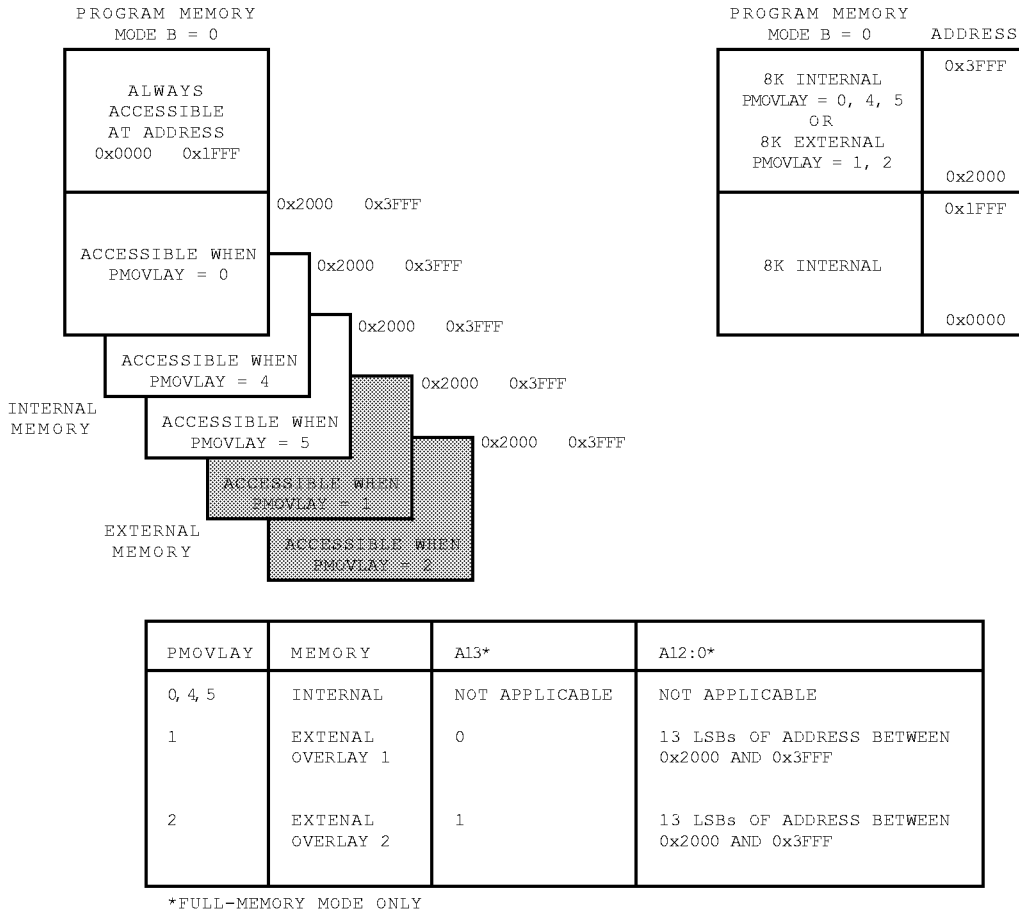 PROGRAM MEMORY
MODE B = 0
ALWAYS
ACCESSIBLE
AT ADDRESS
0x0000 0x1FFF
0x2000 0x3FFF
ACCESSIBLE WHEN
PMOVLAY = 0
0x2000 0x3FFF
ACCESSIBLE WHEN
PMOVLAY = 4
0x2000 0x3FFF
ACCESSIBLE WHEN
PMOVLAY = 5
INTERNAL
MEMORY
0x2000 0x3FFF
ACCESSIBLE WHEN
PMOVLAY = 1
0x2000 0x3FFF
ACCESSIBLE WHEN
PMOVLAY = 2
EXTERNAL
MEMORY
PROGRAM MEMORY
MODE B = 0
ADDRESS
8K INTERNAL
PMOVLAY = 0, 4, 5
OR
8K EXTERNAL
PMOVLAY = 1, 2
0x3FFF
0x2000
8K INTERNAL
0x1FFF
0x0000
PMOVLAY MEMORY A13* A12:0*
0, 4, 5 INTERNAL NOT APPLICABLE NOT APPLICABLE
1 EXTENAL 0 13 LSBs OF ADDRESS BETWEEN
OVERLAY 1 0x2000 AND 0x3FFF
2 EXTENAL 1 13 LSBs OF ADDRESS BETWEEN
OVERLAY 2 0x2000 AND 0x3FFF
*FULL-MEMORY MODE ONLY